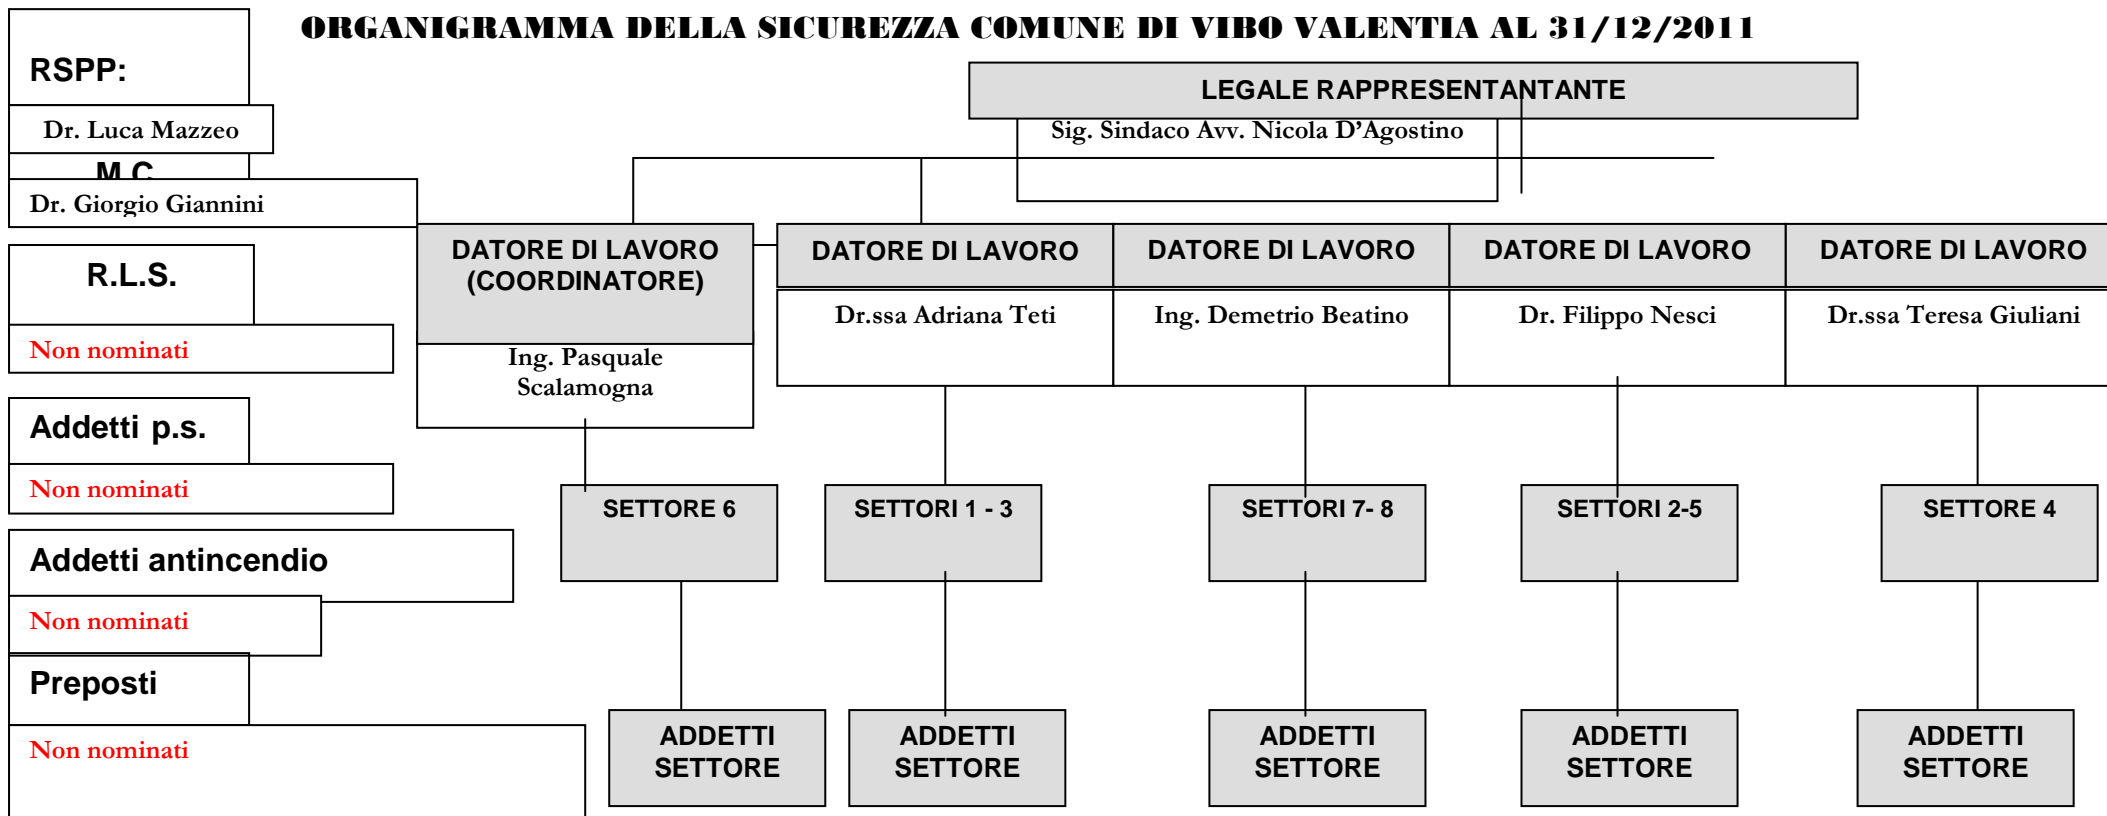 ORGANIGRAMMA DELLA SICUREZZA COMUNE DI VIBO VALENTIA AL 31/12/2011
RSPP:
Dr. Luca Mazzeo
M.C
Dr. Giorgio Giannini
R.L.S.
Non nominati
Addetti p.s.
Non nominati
Addetti antincendio
Non nominati
Preposti
Non nominati
LEGALE RAPPRESENTANTANTE
Sig. Sindaco Avv. Nicola D'Agostino
DATORE DI LAVORO
(COORDINATORE)
Ing. Pasquale
Scalamogna
SETTORE 6
ADDETTI
SETTORE
DATORE DI LAVORO
Dr.ssa Adriana Teti
SETTORI 1 - 3
ADDETTI
SETTORE
DATORE DI LAVORO
Ing. Demetrio Beatino
SETTORI 7- 8
ADDETTI
SETTORE
DATORE DI LAVORO
Dr. Filippo Nesci
SETTORI 2-5
ADDETTI
SETTORE
DATORE DI LAVORO
Dr.ssa Teresa Giuliani
SETTORE 4
ADDETTI
SETTORE